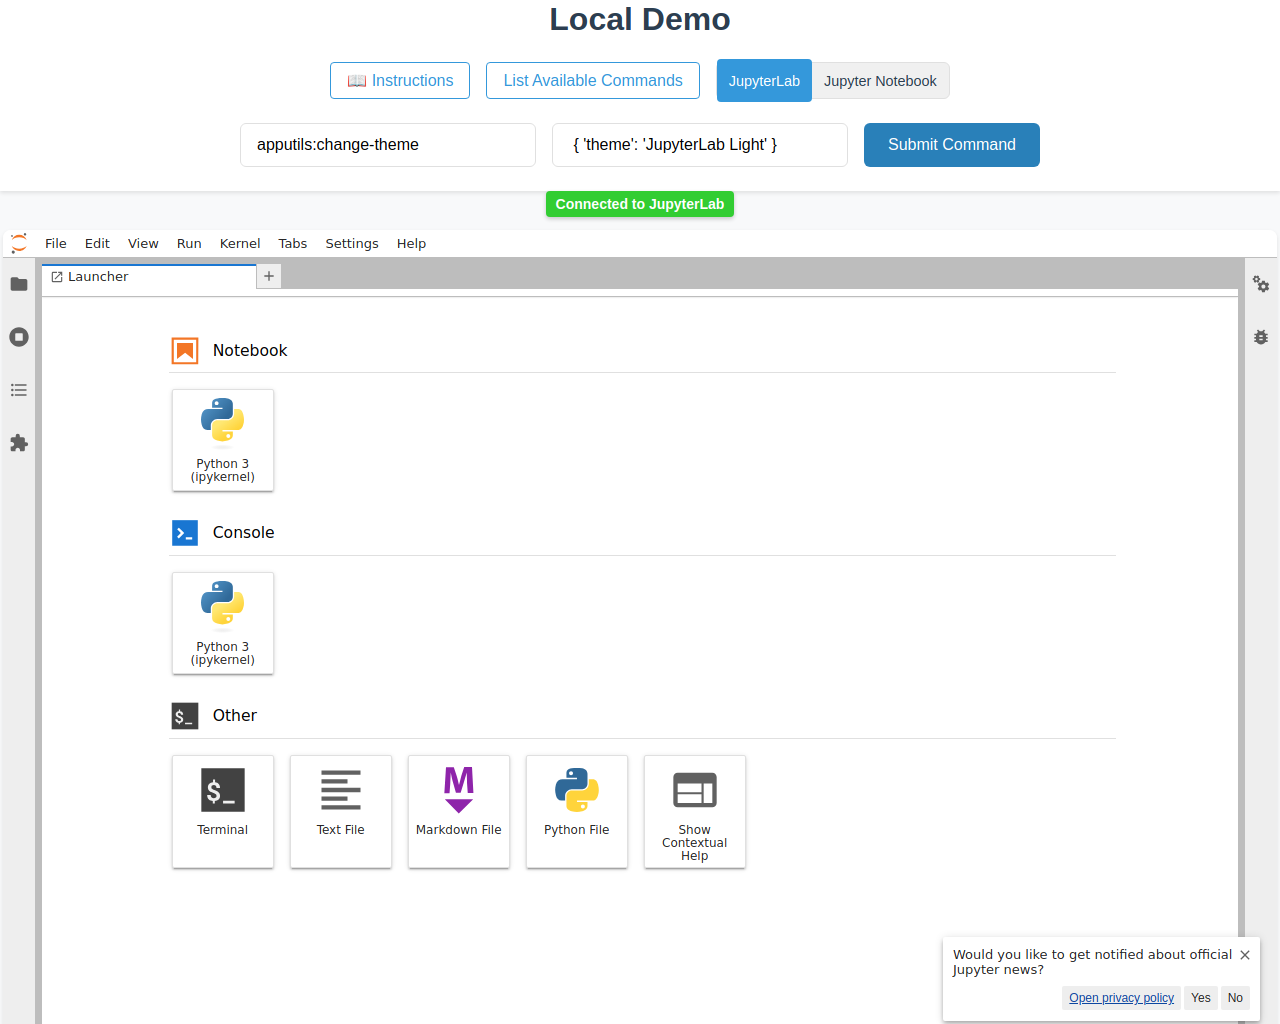 Local Demo
📖 Instructions
List Available Commands
JupyterLab
Jupyter Notebook
apputils:change-theme
{ 'theme': 'JupyterLab Light' }
Submit Command
Connected to JupyterLab
File Edit View Run Kernel Tabs Settings Help
Launcher
Notebook
Python 3
(ipykernel)
Console
Python 3
(ipykernel)
$_ Other
$_
Terminal
Text File
M
Markdown File
Python File
Show
Contextual
Help
Would you like to get notified about official
Jupyter news?
Open privacy policy
Yes
No